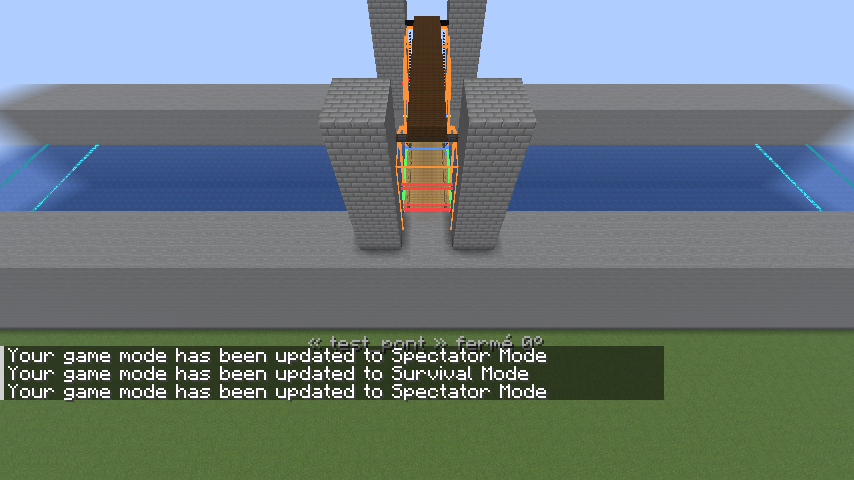 « test pont » fermé 0°
Your game mode has been updated to Spectator Mode
Your game mode has been updated to Survival Mode
Your game mode has been updated to Spectator Mode